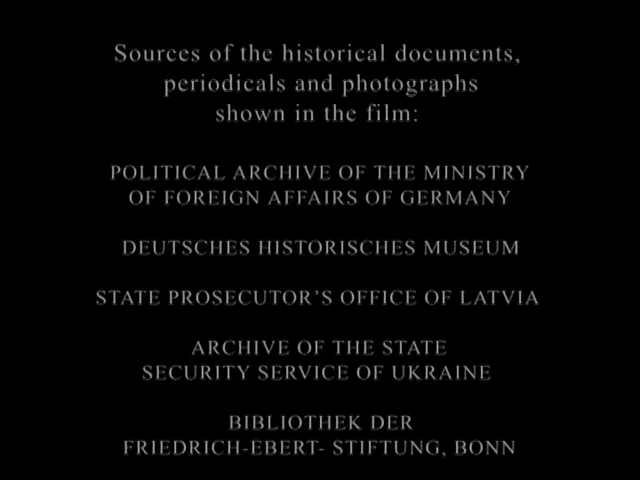 Sources of the historical documents,
periodicals and photographs
shown in the film:
POLITICAL ARCHIVE OF THE MINISTRY
OF FOREIGN AFFAIRS OF GERMANY
DEUTSCHES HISTORISCHES MUSEUM
STATE PROSECUTOR'S OFFICE OF LATVIA
ARCHIVE OF THE STATE
SECURITY SERVICE OF UKRAINE
BIBLIOTHEK DER
FRIEDRICH-EBERT- STIFTUNG, BONN